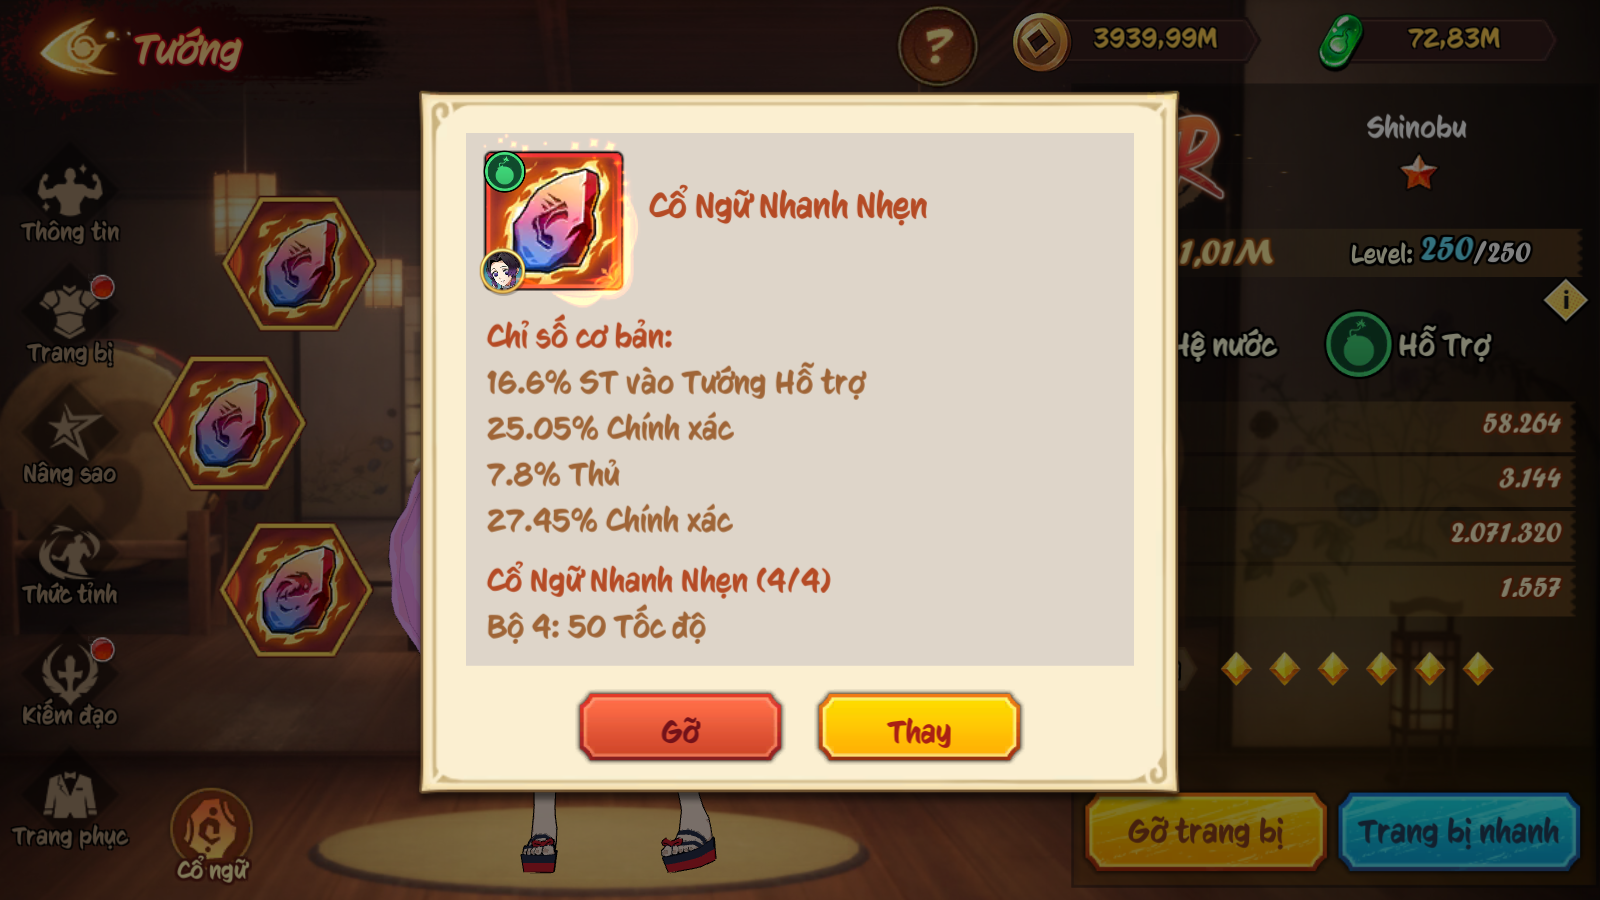 Tướng
?
3939,99M
72,83M
Thông tin
Trang bị
Nâng sao
Thức tỉnh
Kiếm đạo
Trang phục
Cổ ngữ
Cổ Ngữ Nhanh Nhẹn
Chỉ số cơ bản:
16.6% ST vào Tướng Hỗ trợ
25.05% Chính xác
7.8% Thủ
27.45% Chính xác
Cổ Ngữ Nhanh Nhẹn (4/4)
Bộ 4: 50 Tốc độ
Gỡ
Thay
R
Shinobu
1,01M
Level: 250/250
i
Hệ nước
Hỗ Trợ
58.264
3.144
2.071.320
1.557
Gỡ trang bị
Trang bị nhanh